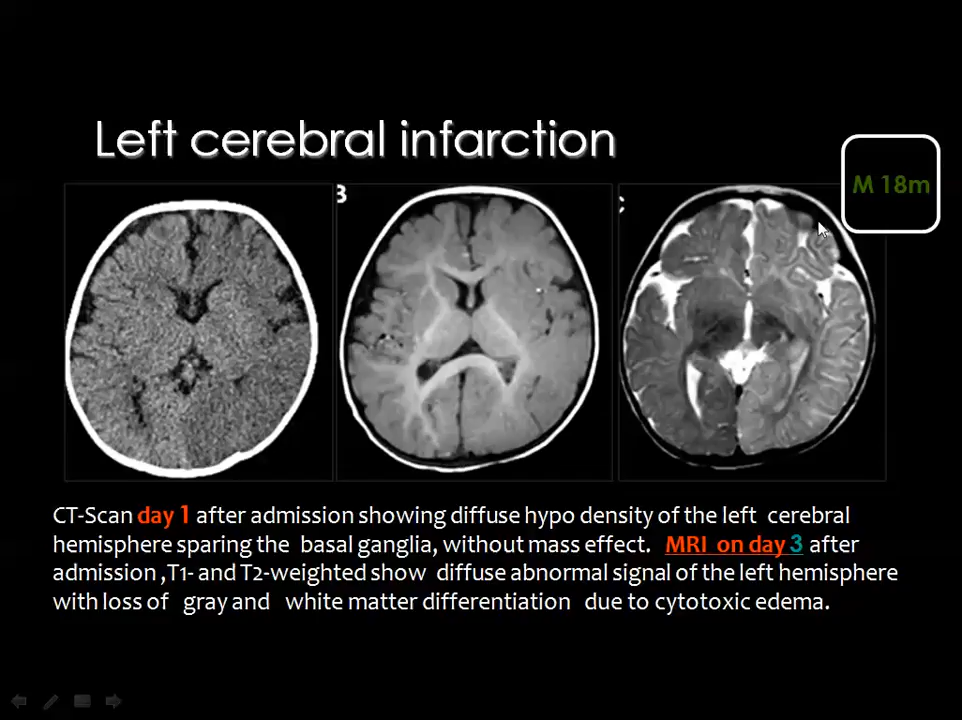 Left cerebral infarction
M 18m
B
C
CT-Scan day 1 after admission showing diffuse hypo density of the left cerebral
hemisphere sparing the basal ganglia, without mass effect. MRI on day 3 after
admission ,T1- and T2-weighted show diffuse abnormal signal of the left hemisphere
with loss of gray and white matter differentiation due to cytotoxic edema.